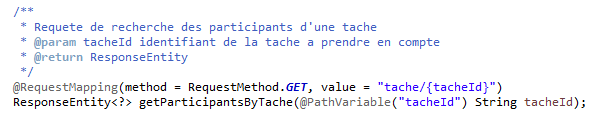 /**
 * Requete de recherche des participants d'une tache
 * @param tacheId identifiant de la tache a prendre en compte
 * @return ResponseEntity
 */
@RequestMapping(method = RequestMethod.GET, value = "tache/{tacheId}")
ResponseEntity<?> getParticipantsByTache(@PathVariable("tacheId") String tacheId);